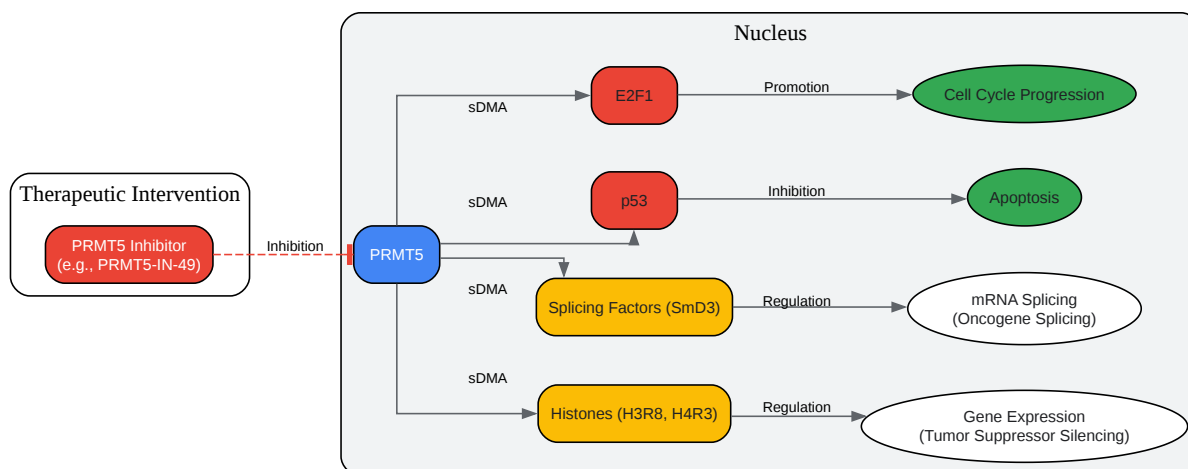 Nucleus
sDMA
E2F1
Promotion
Cell Cycle Progression
Therapeutic Intervention
PRMT5 Inhibitor
(e.g., PRMT5-IN-49)
Inhibition
PRMT5
sDMA
p53
Inhibition
Apoptosis
sDMA
Splicing Factors (SmD3)
Regulation
mRNA Splicing
(Oncogene Splicing)
sDMA
Histones (H3R8, H4R3)
Regulation
Gene Expression
(Tumor Suppressor Silencing)